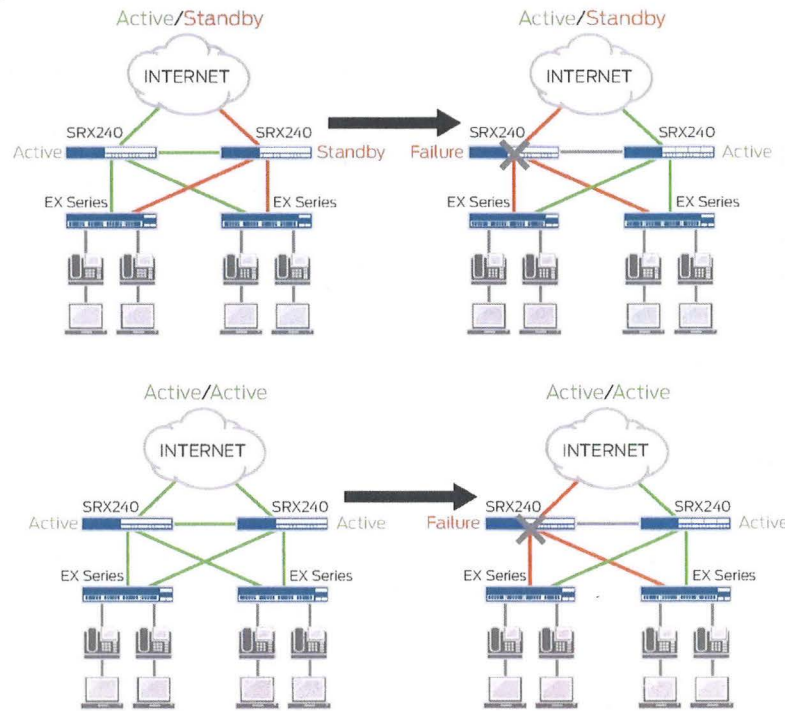 Active/Standby
Active/Standby
INTERNET
INTERNET
SRX240
SRX240
SRX240
SRX240
Active
Standby
Failure
Active
EX Series
EX Series
EX Series
EX Series
Active/Active
Active/Active
INTERNET
INTERNET
SRX240
SRX240
SRX240
SRX240
Active
Active
Failure
Active
EX Series
EX Series
EX Series
EX Series